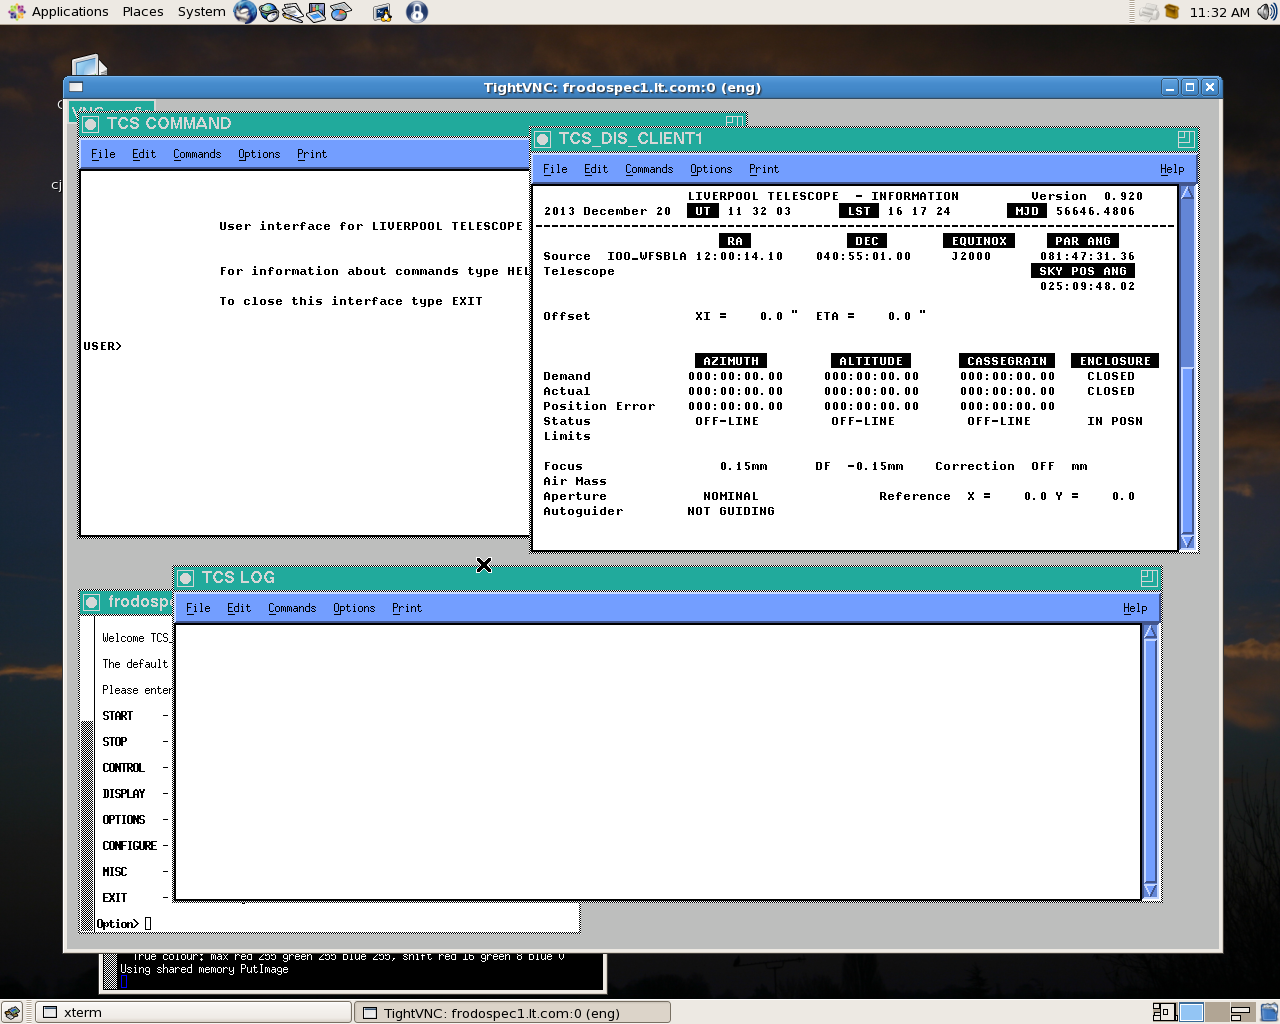 Applications Places System 11:32 AM
TightVNC: frodospec1.lt.com:0 (eng)
TCS COMMAND
File Edit Commands Options Print
User interface for LIVERPOOL TELESCOPE
For information about commands type HEL
To close this interface type EXIT
USER>
TCS_DIS_CLIENT1
File Edit Commands Options Print Help
LIVERPOOL TELESCOPE - INFORMATION Version 0.920
2013 December 20 UT 11 32 03 LST 16 17 24 MJD 56646.4806
RA DEC EQUINOX PAR ANG
Source IOO_WFSBLA 12:00:14.10 040:55:01.00 J2000 081:47:31.36
Telescope SKY POS ANG
025:09:48.02
Offset XI = 0.0 " ETA = 0.0 "
AZIMUTH ALTITUDE CASSEGRAIN ENCLOSURE
Demand 000:00:00.00 000:00:00.00 000:00:00.00 CLOSED
Actual 000:00:00.00 000:00:00.00 000:00:00.00 CLOSED
Position Error 000:00:00.00 000:00:00.00 000:00:00.00
Status OFF-LINE OFF-LINE OFF-LINE IN POSN
Limits
Focus 0.15mm DF -0.15mm Correction OFF mm
Air Mass
Aperture NOMINAL Reference X = 0.0 Y = 0.0
Autoguider NOT GUIDING
TCS LOG
File Edit Commands Options Print Help
frodospe
Welcome TCS_
The default
Please enter
START -
STOP -
CONTROL -
DISPLAY -
OPTIONS -
CONFIGURE -
MISC -
EXIT -
Option>
True colour: max red 255 green 255 blue 255, shift red 16 green 8 blue 0
Using shared memory PutImage
xterm
TightVNC: frodospec1.lt.com:0 (eng)